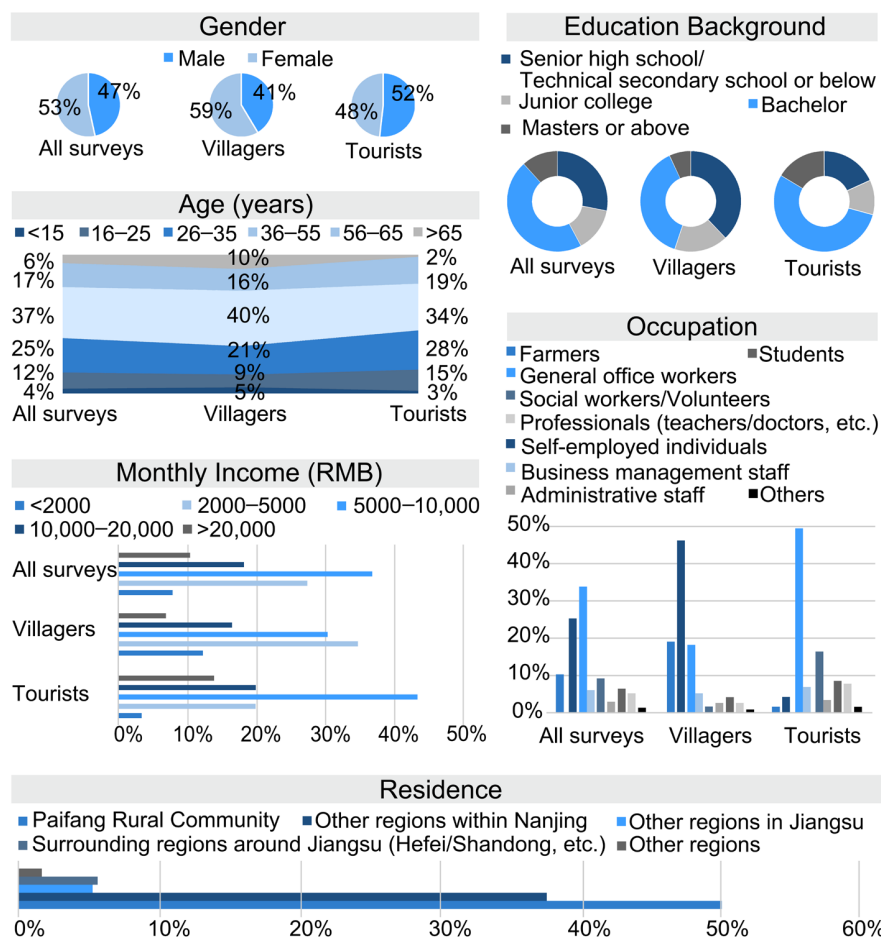 Gender
Male Female
47%
53%
All surveys
41%
59%
Villagers
52%
48%
Tourists
Age (years)
<15 16–25 26–35 36–55 56–65 >65
6% 10% 2%
17% 16% 19%
37% 40% 34%
25% 21% 28%
12% 9% 15%
4% 5% 3%
All surveys Villagers Tourists
Monthly Income (RMB)
<2000 2000–5000 5000–10,000
10,000–20,000 >20,000
All surveys
Villagers
Tourists
0% 10% 20% 30% 40% 50%
Education Background
Senior high school/
Technical secondary school or below
Junior college Bachelor
Masters or above
All surveys Villagers Tourists
Occupation
Farmers Students
General office workers
Social workers/Volunteers
Professionals (teachers/doctors, etc.)
Self-employed individuals
Business management staff
Administrative staff Others
50%
40%
30%
20%
10%
0%
All surveys Villagers Tourists
Residence
Paifang Rural Community Other regions within Nanjing Other regions in Jiangsu
Surrounding regions around Jiangsu (Hefei/Shandong, etc.) Other regions
0% 10% 20% 30% 40% 50% 60%